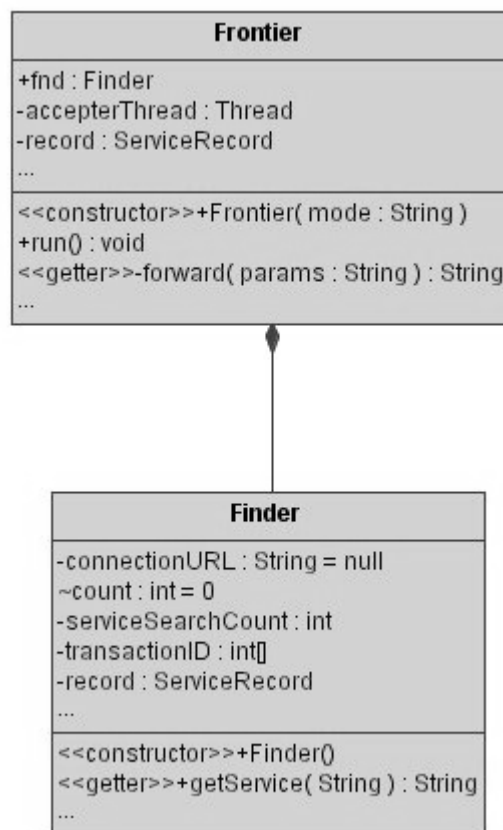 Frontier
+fnd : Finder
-accepterThread : Thread
-record : ServiceRecord
...
<<constructor>>+Frontier( mode : String )
+run() : void
<<getter>>-forward( params : String ) : String
...
Finder
-connectionURL : String = null
~count : int = 0
-serviceSearchCount : int
-transactionID : int[]
-record : ServiceRecord
...
<<constructor>>+Finder()
<<getter>>+getService( String ) : String
...